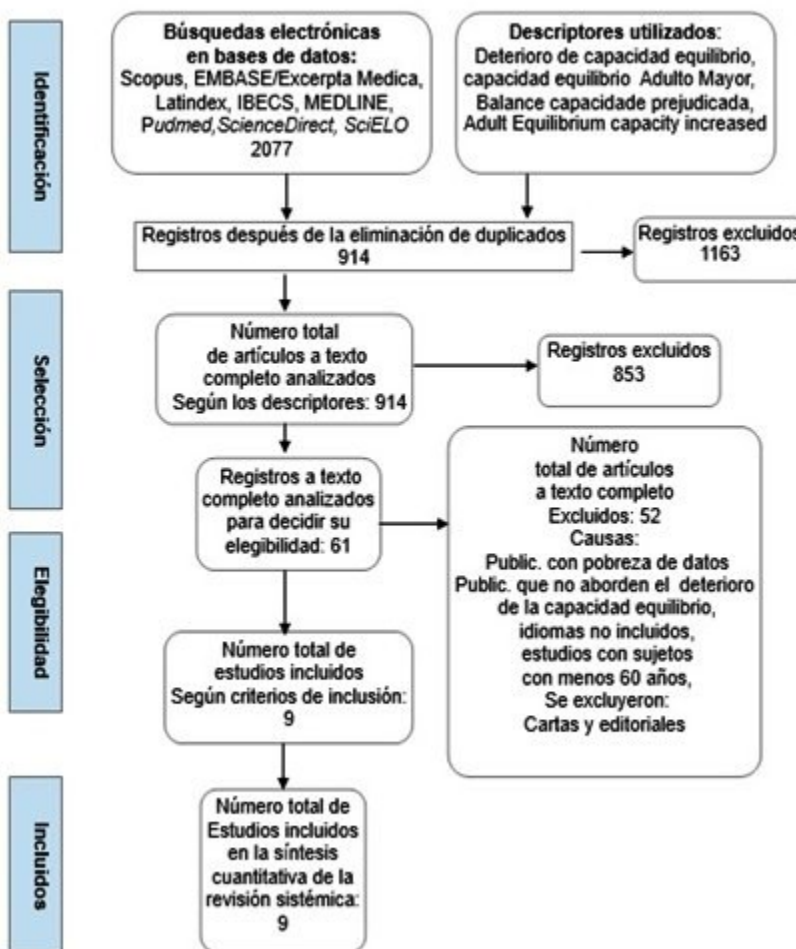 Identificación
Búsquedas electrónicas
en bases de datos:
Scopus, EMBASE/Excerpta Medica,
Latindex, IBECS, MEDLINE,
Pudmed,ScienceDirect, SciELO
2077
Descriptores utilizados:
Deterioro de capacidad equilibrio,
capacidad equilibrio Adulto Mayor,
Balance capacidade prejudicada,
Adult Equilibrium capacity increased
Registros después de la eliminación de duplicados
914
Registros excluidos
1163
Selección
Número total
de artículos a texto
completo analizados
Según los descriptores: 914
Registros excluidos
853
Registros a texto
completo analizados
para decidir su
elegibilidad: 61
Número
total de artículos
a texto completo
Excluidos: 52
Causas:
Public. con pobreza de datos
Public. que no aborden el deterioro
de la capacidad equilibrio,
idiomas no incluidos,
estudios con sujetos
con menos 60 años,
Se excluyeron:
Cartas y editoriales
Elegibilidad
Número total de
estudios incluidos
Según criterios de inclusión:
9
Incluidos
Número total de
Estudios incluidos
en la síntesis
cuantitativa de la
revisión sistémica:
9